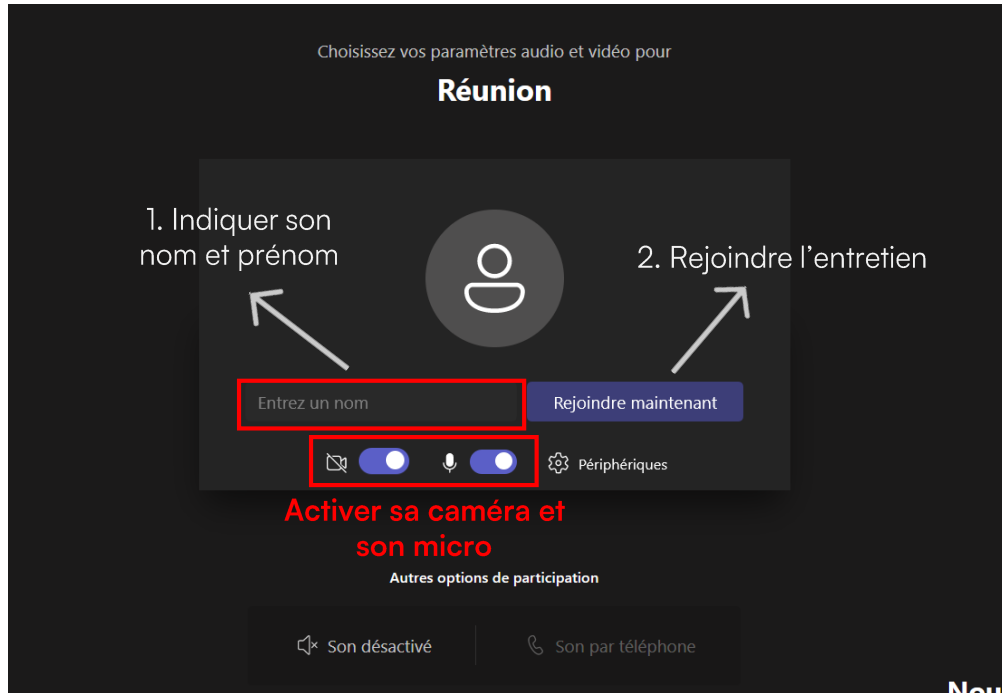 Choisissez vos paramètres audio et vidéo pour
Réunion
1. Indiquer son
nom et prénom
2. Rejoindre l'entretien
Entrez un nom
Rejoindre maintenant
Périphériques
Activer sa caméra et
son micro
Autres options de participation
Son désactivé
Son par téléphone